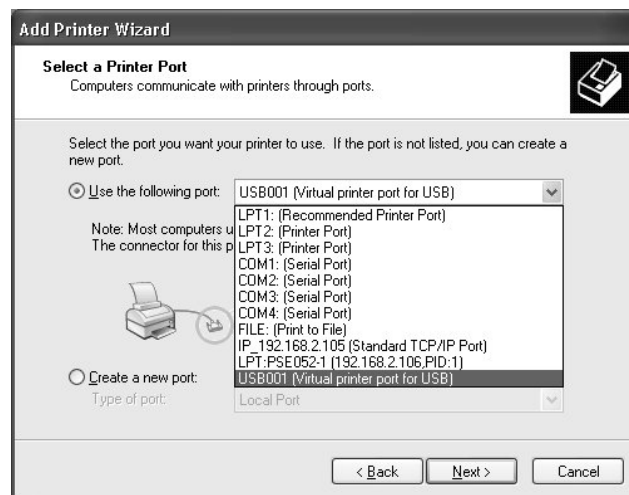 Add Printer Wizard
Select a Printer Port
Computers communicate with printers through ports.
Select the port you want your printer to use. If the port is not listed, you can create a
new port.
Use the following port:
USB001 (Virtual printer port for USB)
Note: Most computers u
The connector for this p
LPT1: (Recommended Printer Port)
LPT2: (Printer Port)
LPT3: (Printer Port)
COM1: (Serial Port)
COM2: (Serial Port)
COM3: (Serial Port)
COM4: (Serial Port)
FILE: (Print to File)
IP_192.168.2.105 (Standard TCP/IP Port)
LPT:PSE052-1 (192.168.2.106,PID:1)
USB001 (Virtual printer port for USB)
Create a new port:
Type of port:
Local Port
< Back
Next >
Cancel